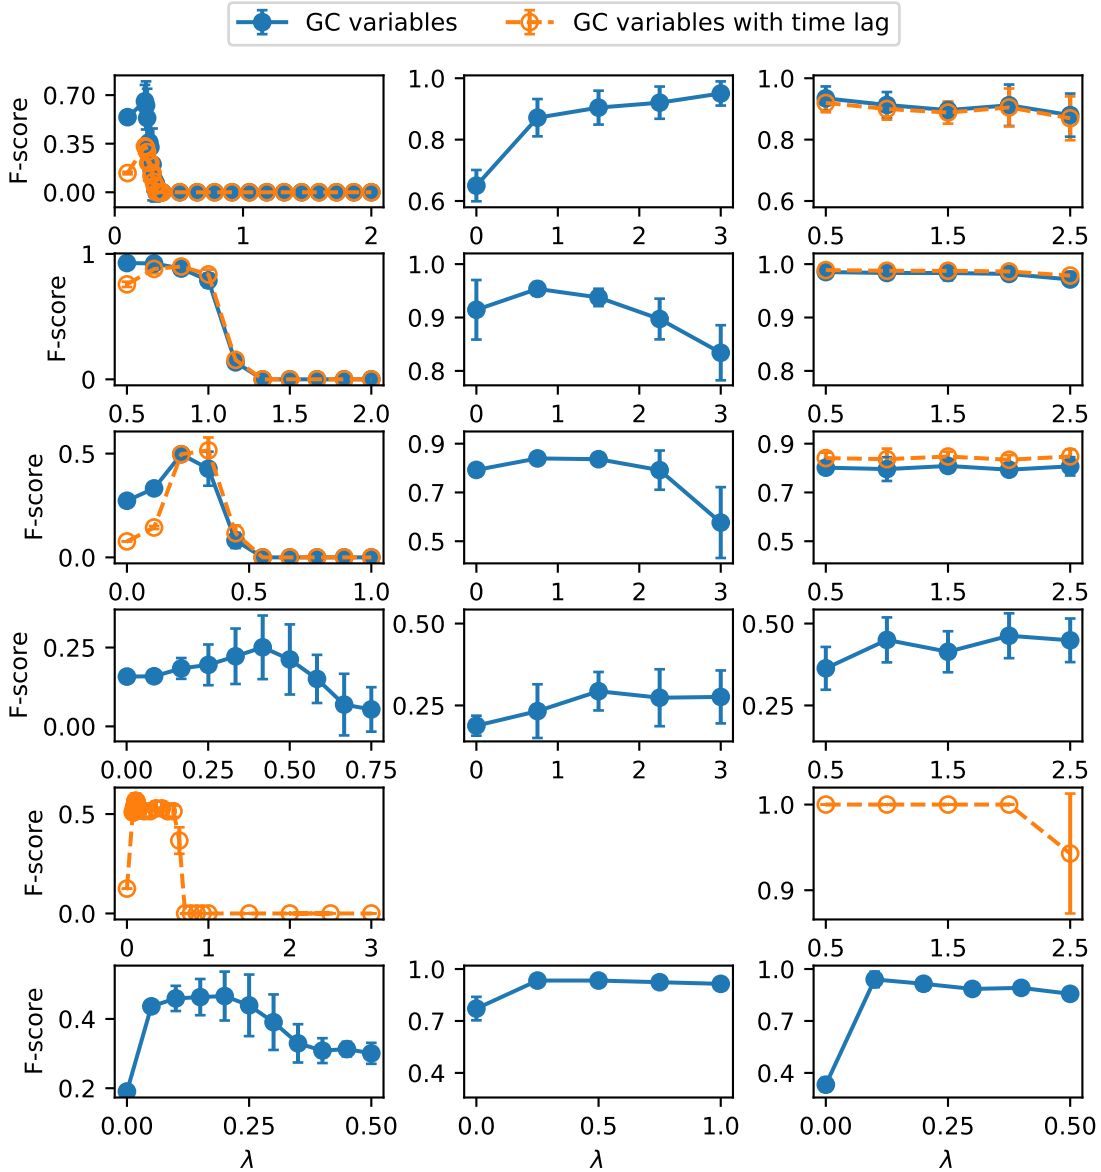 GC variables GC variables with time lag
F-score 0.70 0.35 0.00 1.0 0.8 0.6 1.0 0.8 0.6
0 1 2 0 1 2 3 0.5 1.5 2.5
F-score 1 0 1.0 0.9 0.8 1.0 0.9 0.8
0.5 1.0 1.5 2.0 0 1 2 3 0.5 1.5 2.5
F-score 0.5 0.0 0.9 0.7 0.5 0.9 0.7 0.5
0.0 0.5 1.0 0 1 2 3 0.5 1.5 2.5
F-score 0.25 0.00 0.50 0.25 0.50 0.25
0.00 0.25 0.50 0.75 0 1 2 3 0.5 1.5 2.5
F-score 0.5 0.0 1.0 0.9
0 1 2 3 0.5 1.5 2.5
F-score 0.4 0.2 1.0 0.7 0.4 1.0 0.7 0.4
0.00 0.25 0.50 0.0 0.5 1.0 0.00 0.25 0.50
λ λ λ